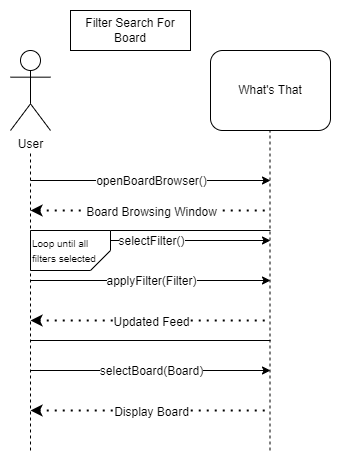 Filter Search For
Board
What's That
User
openBoardBrowser()
Board Browsing Window
Loop until all
filters selected
selectFilter()
applyFilter(Filter)
Updated Feed
selectBoard(Board)
Display Board